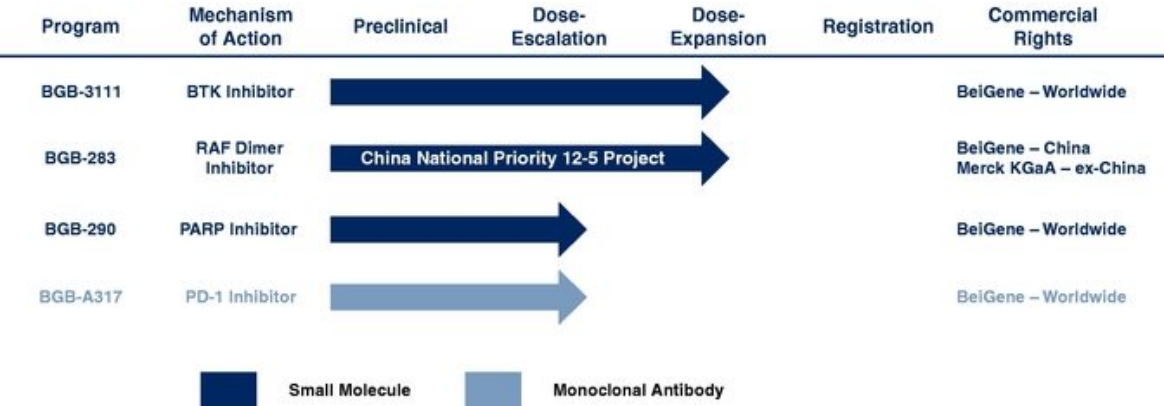 Program
Mechanism
of Action
Preclinical
Dose-
Escalation
Dose-
Expansion
Registration
Commercial
Rights
BGB-3111
BTK Inhibitor
BeiGene – Worldwide
BGB-283
RAF Dimer
Inhibitor
China National Priority 12-5 Project
BeiGene – China
Merck KGaA – ex-China
BGB-290
PARP Inhibitor
BeiGene – Worldwide
BGB-A317
PD-1 Inhibitor
BeiGene – Worldwide
Small Molecule
Monoclonal Antibody